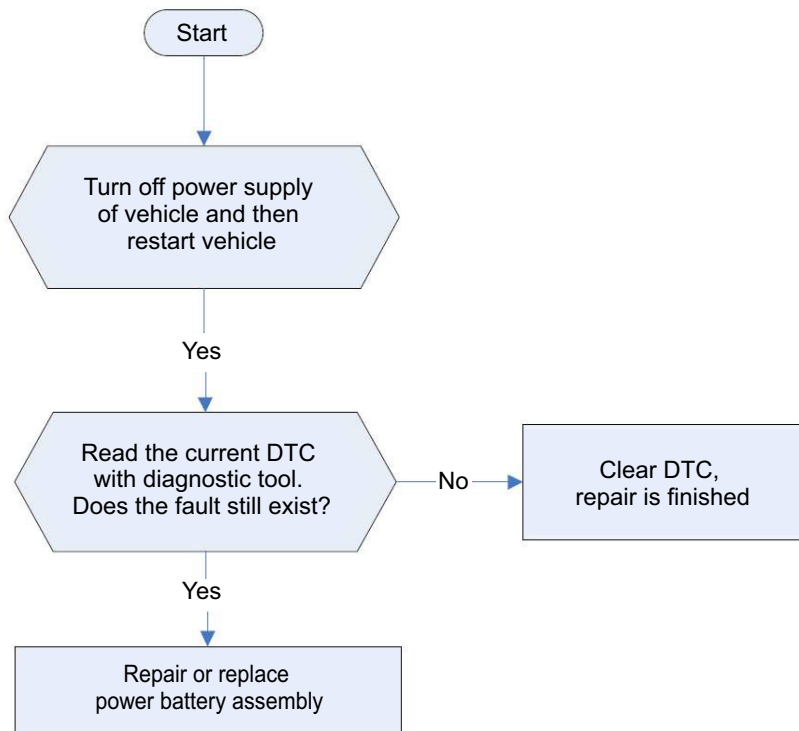 Start
Turn off power supply
of vehicle and then
restart vehicle
Yes
Read the current DTC
with diagnostic tool.
Does the fault still exist?
No
Clear DTC,
repair is finished
Yes
Repair or replace
power battery assembly